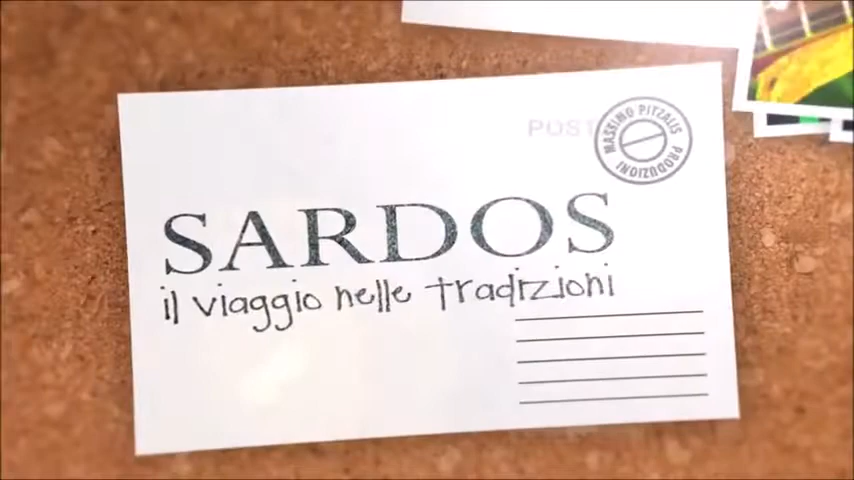 POST
MASSIMO PITZALIS
PRODUZIONI
SARDOS
il viaggio nelle tradizioni